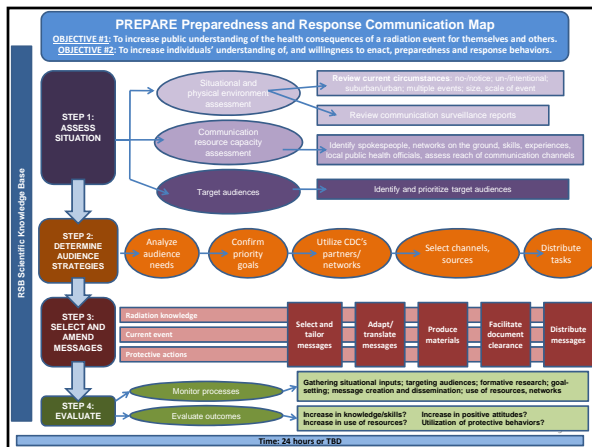 PREPARE Preparedness and Response Communication Map
OBJECTIVE #1: To increase public understanding of the health consequences of a radiation event for themselves and others.
OBJECTIVE #2: To increase individuals' understanding of, and willingness to enact, preparedness and response behaviors.
RSB Scientific Knowledge Base
STEP 1:
ASSESS
SITUATION
Situational and
physical environment
assessment
Review current circumstances: no-/notice; un-/intentional,
suburban/urban; multiple events; size, scale of event
Review communication surveillance reports
Communication
resource capacity
assessment
Identify spokespeople, networks on the ground, skills, experiences,
local public health officials, assess reach of communication channels
Target audiences
Identify and prioritize target audiences
STEP 2:
DETERMINE
AUDIENCE
STRATEGIES
Analyze
audience
needs
Confirm
priority
goals
Utilize CDC's
partners/
networks
Select channels,
sources
Distribute
tasks
STEP 3:
SELECT AND
AMEND
MESSAGES
Radiation knowledge
Current event
Protective actions
Select and
tailor
messages
Adapt/
translate
messages
Produce
materials
Facilitate
document
clearance
Distribute
messages
STEP 4:
EVALUATE
Monitor processes
Gathering situational inputs; targeting audiences; formative research; goal-
setting; message creation and dissemination; use of resources, networks
Evaluate outcomes
Increase in knowledge/skills? Increase in positive attitudes?
Increase in use of resources? Utilization of protective behaviors?
Time: 24 hours or TBD